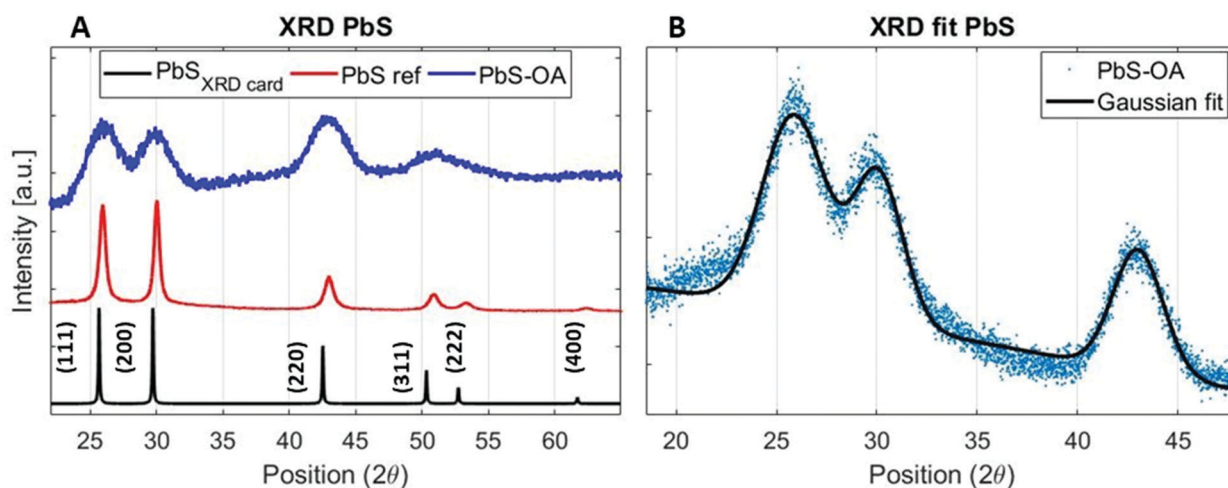 A XRD PbS
PbS XRD card PbS ref PbS-OA
Intensity [a.u.]
(111) (200) (220) (311) (222) (400)
25 30 35 40 45 50 55 60
Position (2θ)
B XRD fit PbS
PbS-OA
Gaussian fit
20 25 30 35 40 45
Position (2θ)